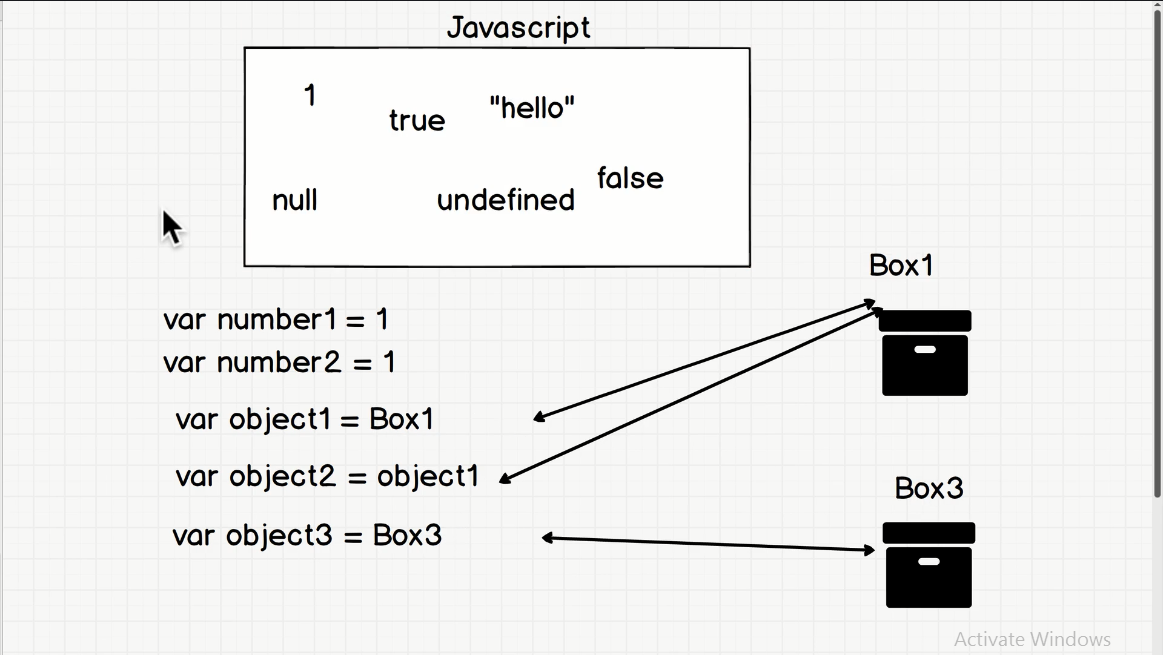 Javascript
1
true
"hello"
null
undefined
false
Box1
var number1 = 1
var number2 = 1
var object1 = Box1
var object2 = object1
Box3
var object3 = Box3
Activate Windows